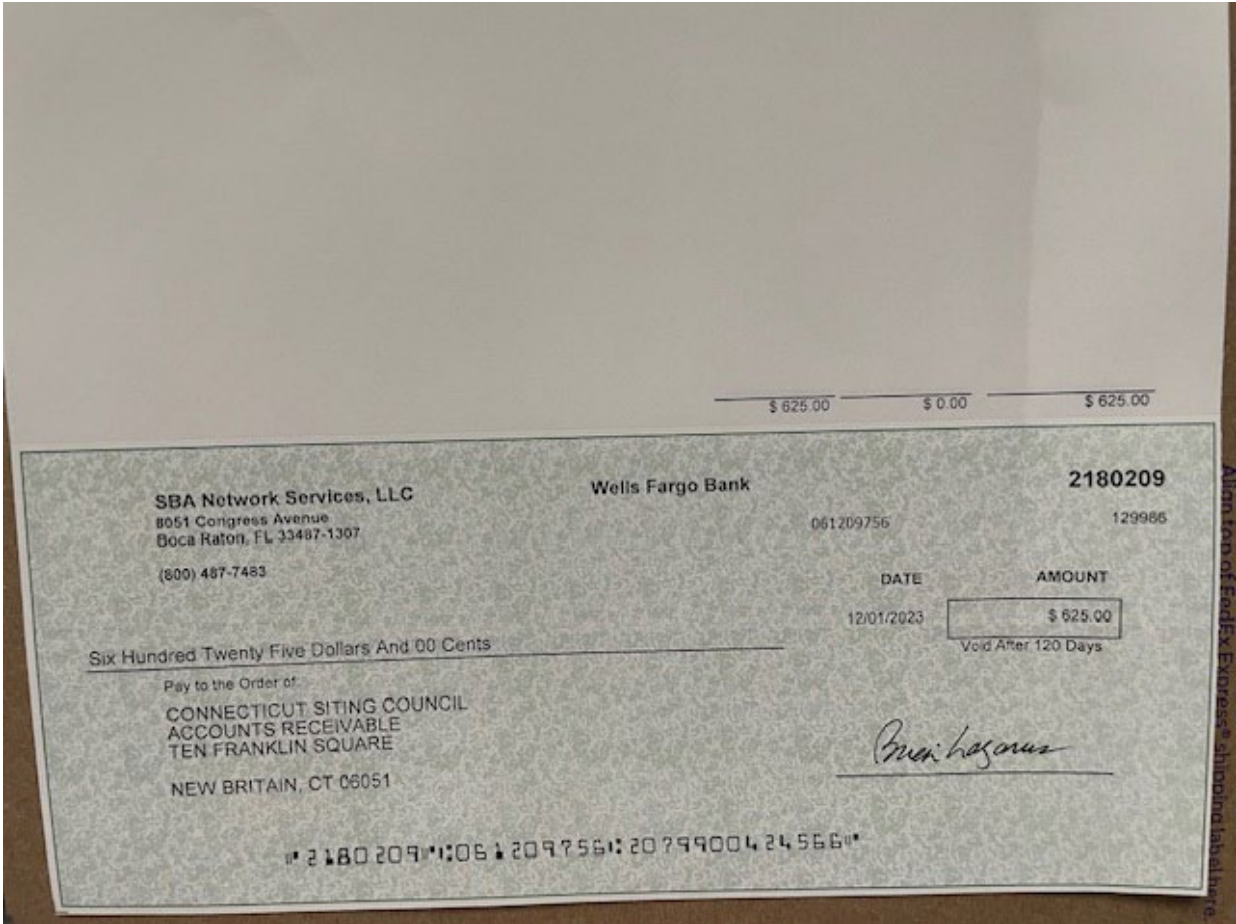 $ 625.00 $ 0.00 $ 625.00
SBA Network Services, LLC
8051 Congress Avenue
Boca Raton, FL 33487-1307
(800) 487-7483
Wells Fargo Bank
2180209
061209756
129986
DATE AMOUNT
12/01/2023 $ 625.00
Void After 120 Days
Six Hundred Twenty Five Dollars And 00 Cents
Pay to the Order of
CONNECTICUT SITING COUNCIL
ACCOUNTS RECEIVABLE
TEN FRANKLIN SQUARE
NEW BRITAIN, CT 06051
⑈2180209⑈⑆061209756⑆2079900424566⑈
Align top of FedEx Express® shipping label here.